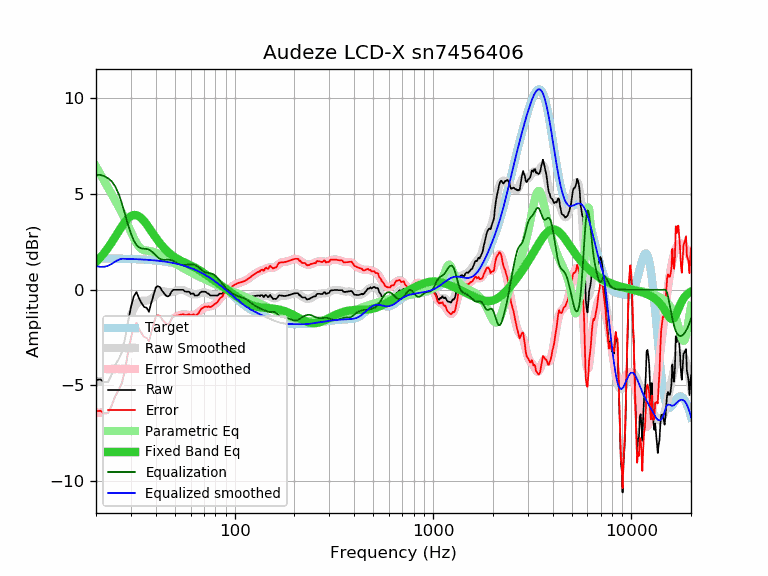 Audeze LCD-X sn7456406
Amplitude (dBr)
10
5
0
−5
−10
Target
Raw Smoothed
Error Smoothed
Raw
Error
Parametric Eq
Fixed Band Eq
Equalization
Equalized smoothed
100 1000 10000
Frequency (Hz)